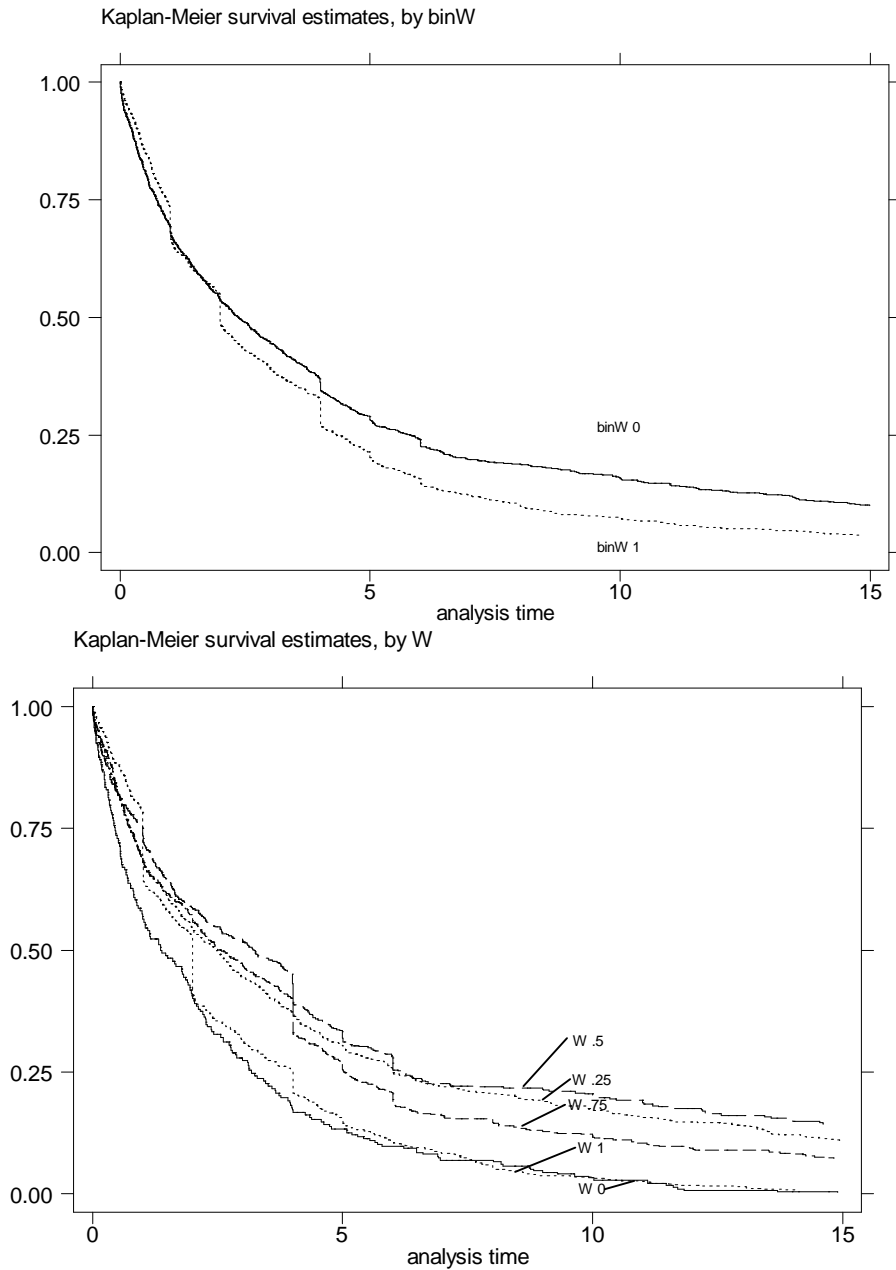 Kaplan-Meier survival estimates, by binW
1.00
0.75
0.50
0.25
0.00
binW 0
binW 1
0 5 10 15
analysis time
Kaplan-Meier survival estimates, by W
1.00
0.75
0.50
0.25
0.00
W .5
W .25
W .75
W 1
W 0
0 5 10 15
analysis time